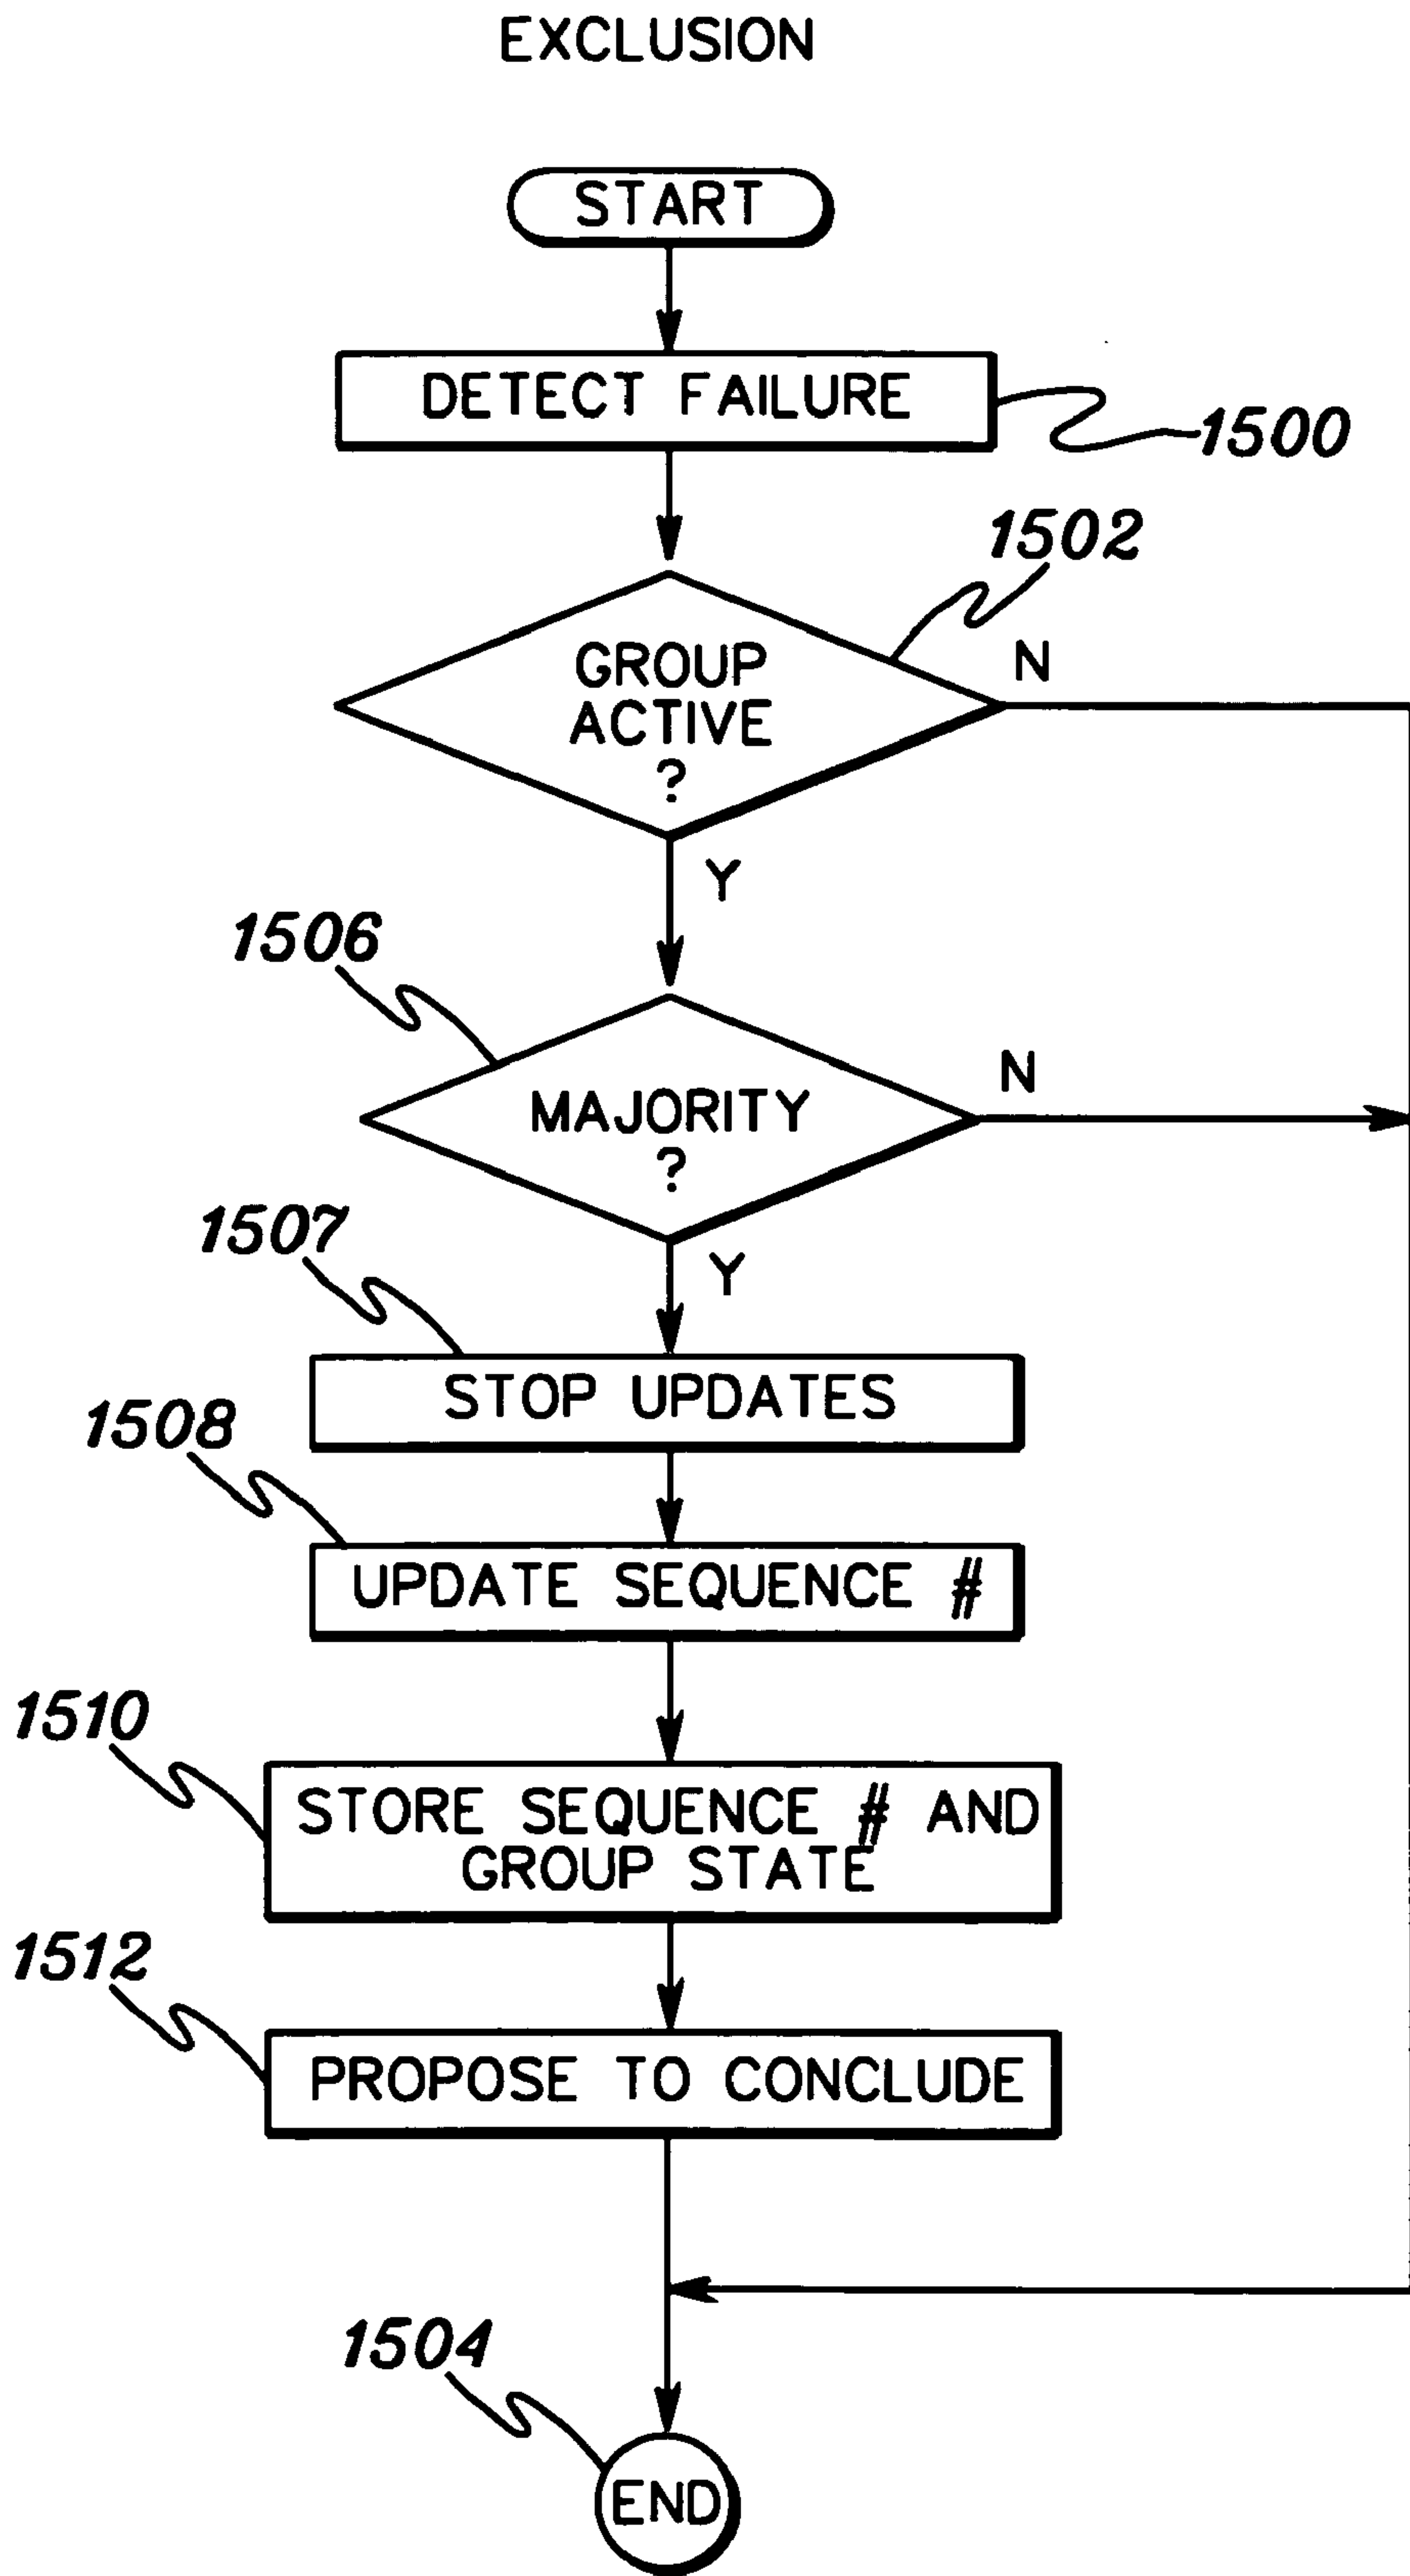 EXCLUSION
START
DETECT FAILURE
1500
1502
GROUP
ACTIVE
?
N
Y
1506
MAJORITY
?
N
Y
1507
STOP UPDATES
1508
UPDATE SEQUENCE #
1510
STORE SEQUENCE # AND
GROUP STATE
1512
PROPOSE TO CONCLUDE
1504
END